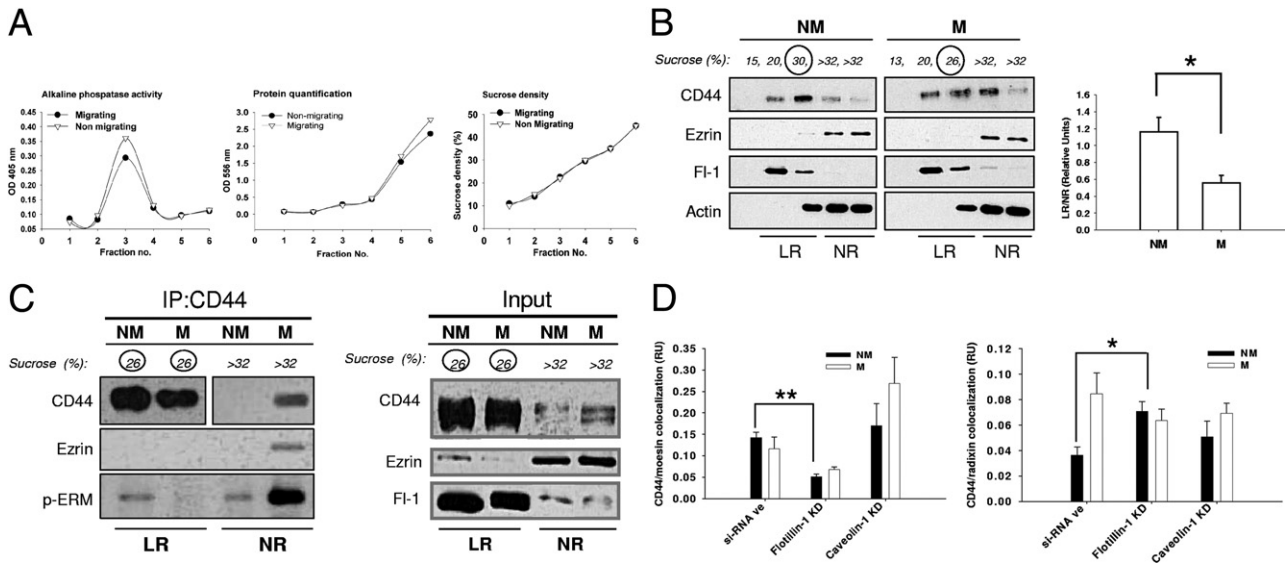 A
Alkaline phospatase activity
Migrating
Non migrating
OD 405 nm
0.45
0.40
0.35
0.30
0.25
0.20
0.15
0.10
0.05
0 1 2 3 4 5 6
Fraction no.
Protein quantification
Non-migrating
Migrating
OD 556 nm
3.0
2.5
2.0
1.5
1.0
0.5
0.0
0 1 2 3 4 5 6
Fraction No.
Sucrose density
Migrating
Non Migrating
Sucrose density (%)
50
40
30
20
10
0
0 1 2 3 4 5 6
Fraction No.
B
NM M
Sucrose (%): 15, 20, 30, >32, >32 13, 20, 26, >32, >32
CD44
Ezrin
Fl-1
Actin
LR NR LR NR
*
LR/NR (Relative Units)
1.6
1.4
1.2
1.0
0.8
0.6
0.4
0.2
0.0
NM M
C
IP:CD44
NM M NM M
Sucrose (%): 26 26 >32 >32
CD44
Ezrin
p-ERM
LR NR
Input
NM M NM M
Sucrose (%): 26 26 >32 >32
CD44
Ezrin
Fl-1
LR NR
D
CD44/moesin colocalization (RU)
0.35
0.30
0.25
0.20
0.15
0.10
0.05
0.00
NM
M
**
si-RNA ve
Flotillin-1 KD
Caveolin-1 KD
CD44/radixin colocalization (RU)
0.12
0.10
0.08
0.06
0.04
0.02
0.00
NM
M
*
si-RNA ve
Flotillin-1 KD
Caveolin-1 KD